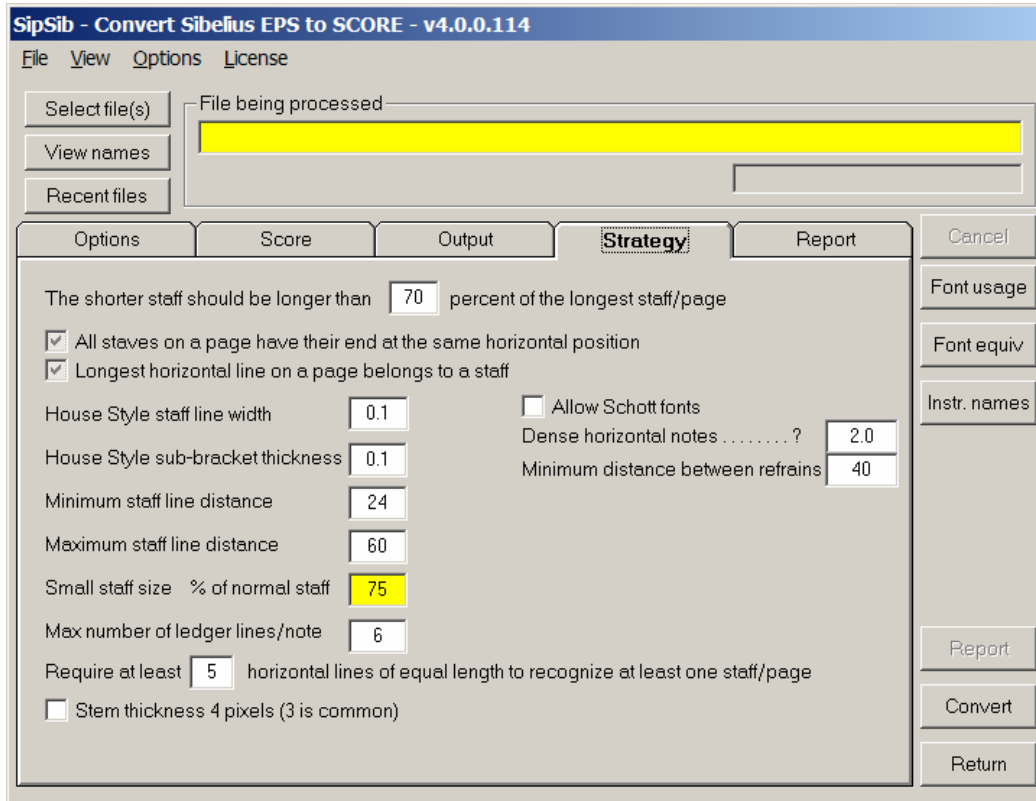 SipSib - Convert Sibelius EPS to SCORE - v4.0.0.114
File View Options License
Select file(s)
File being processed
View names
Recent files
Options Score Output Strategy Report
Cancel
Font usage
Font equiv
Instr. names
The shorter staff should be longer than 70 percent of the longest staff/page
All staves on a page have their end at the same horizontal position
Longest horizontal line on a page belongs to a staff
House Style staff line width 0.1
Allow Schott fonts
Dense horizontal notes . . . . . . . . ? 2.0
House Style sub-bracket thickness 0.1
Minimum distance between refrains 40
Minimum staff line distance 24
Maximum staff line distance 60
Small staff size % of normal staff 75
Max number of ledger lines/note 6
Require at least 5 horizontal lines of equal length to recognize at least one staff/page
Stem thickness 4 pixels (3 is common)
Report
Convert
Return